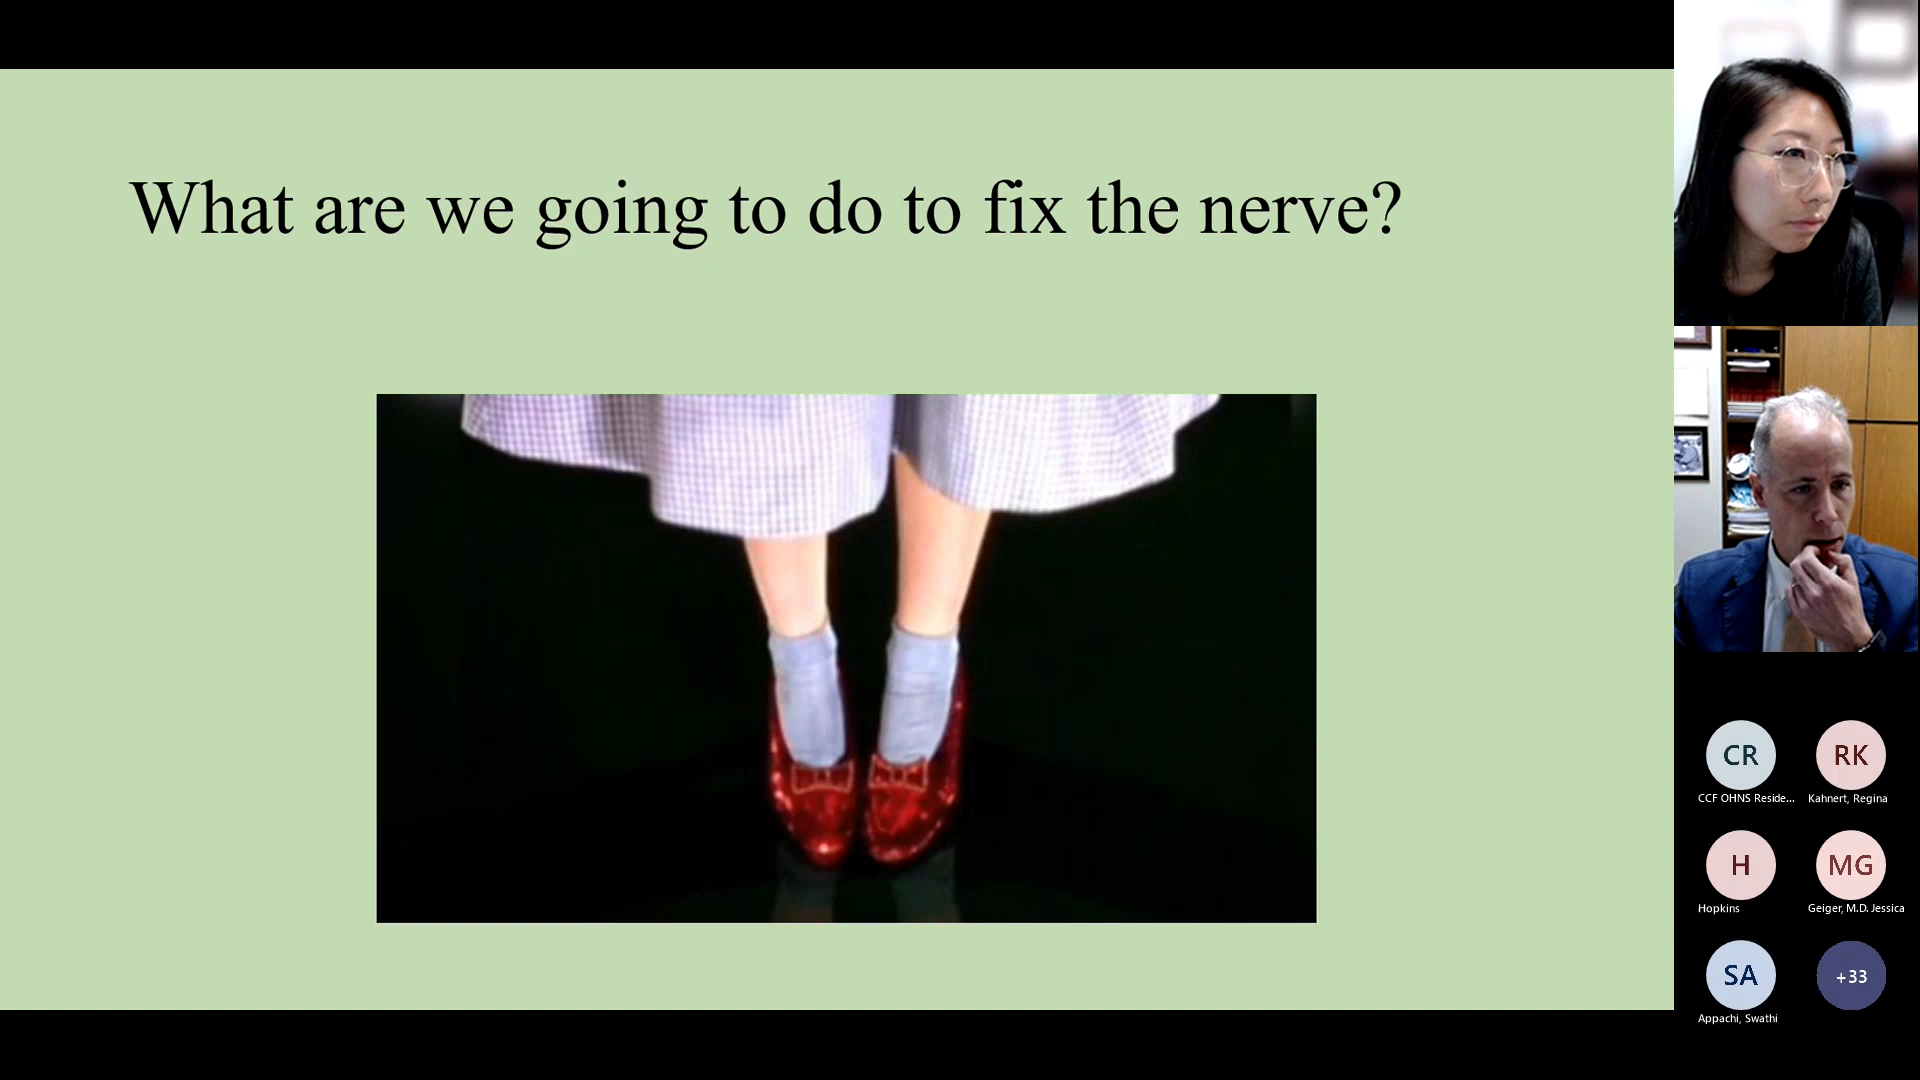 What are we going to do to fix the nerve?
CR
RK
CCF OHNS Reside...
Kahnert, Regina
H
MG
Hopkins
Geiger, M.D. Jessica
SA
+33
Appachi, Swathi